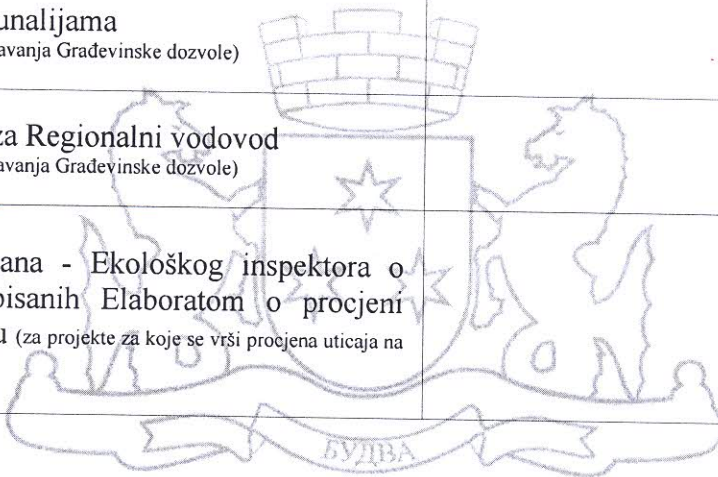 unalijama
avanja Građevinske dozvole)
za Regionalni vodovod
avanja Građevinske dozvole)
ana - Ekološkog inspektora o
pisanih Elaboratom o procjeni
u (za projekte za koje se vrši procjena uticaja na
БУДВА